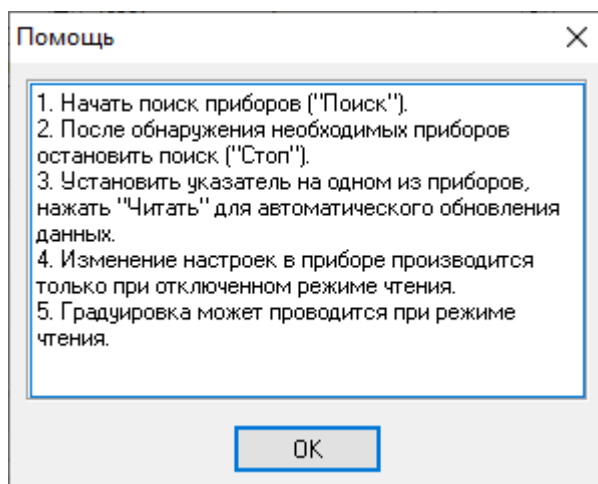 Помощь
1. Начать поиск приборов ("Поиск").
2. После обнаружения необходимых приборов
остановить поиск ("Стоп").
3. Установить указатель на одном из приборов,
нажать "Читать" для автоматического обновления
данных.
4. Изменение настроек в приборе производится
только при отключенном режиме чтения.
5. Градуировка может проводится при режиме
чтения.
OK